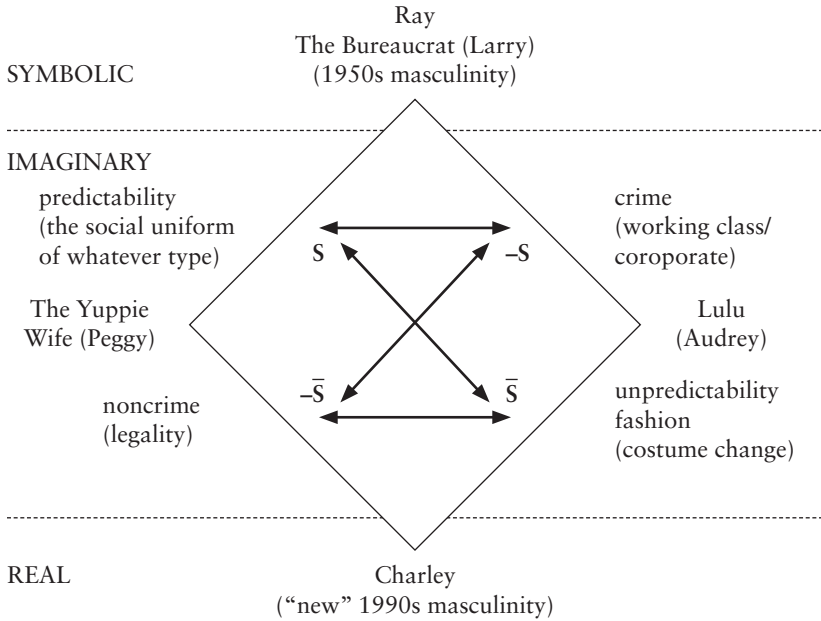 Ray
The Bureaucrat (Larry)
SYMBOLIC
(1950s masculinity)
IMAGINARY
predictability
(the social uniform
of whatever type)
crime
(working class/
coroporate)
S
–S
The Yuppie
Wife (Peggy)
Lulu
(Audrey)
–S̅
S̅
noncrime
(legality)
unpredictability
fashion
(costume change)
REAL
Charley
(“new” 1990s masculinity)